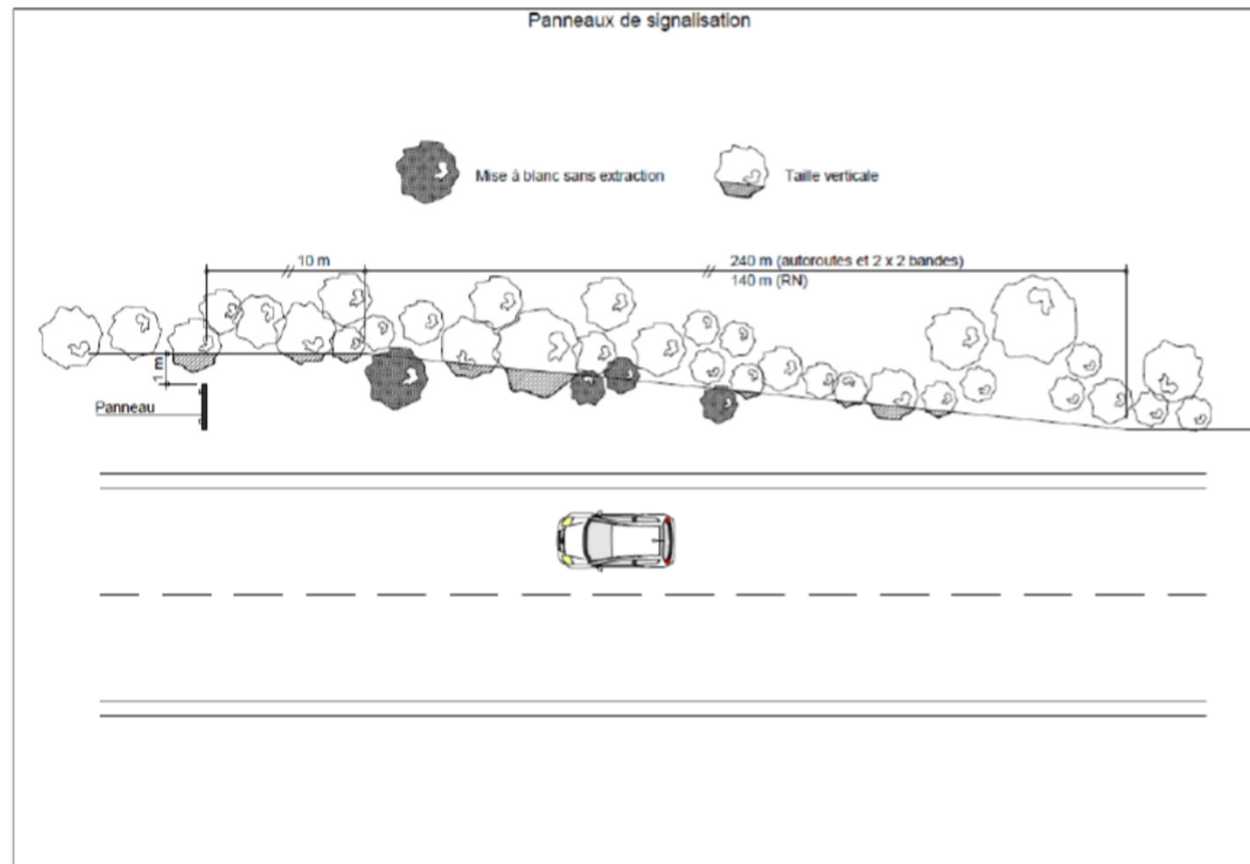 Panneaux de signalisation
Mise à blanc sans extraction
Taille verticale
10 m
240 m (autoroutes et 2 x 2 bandes)
140 m (RN)
1 m
Panneau